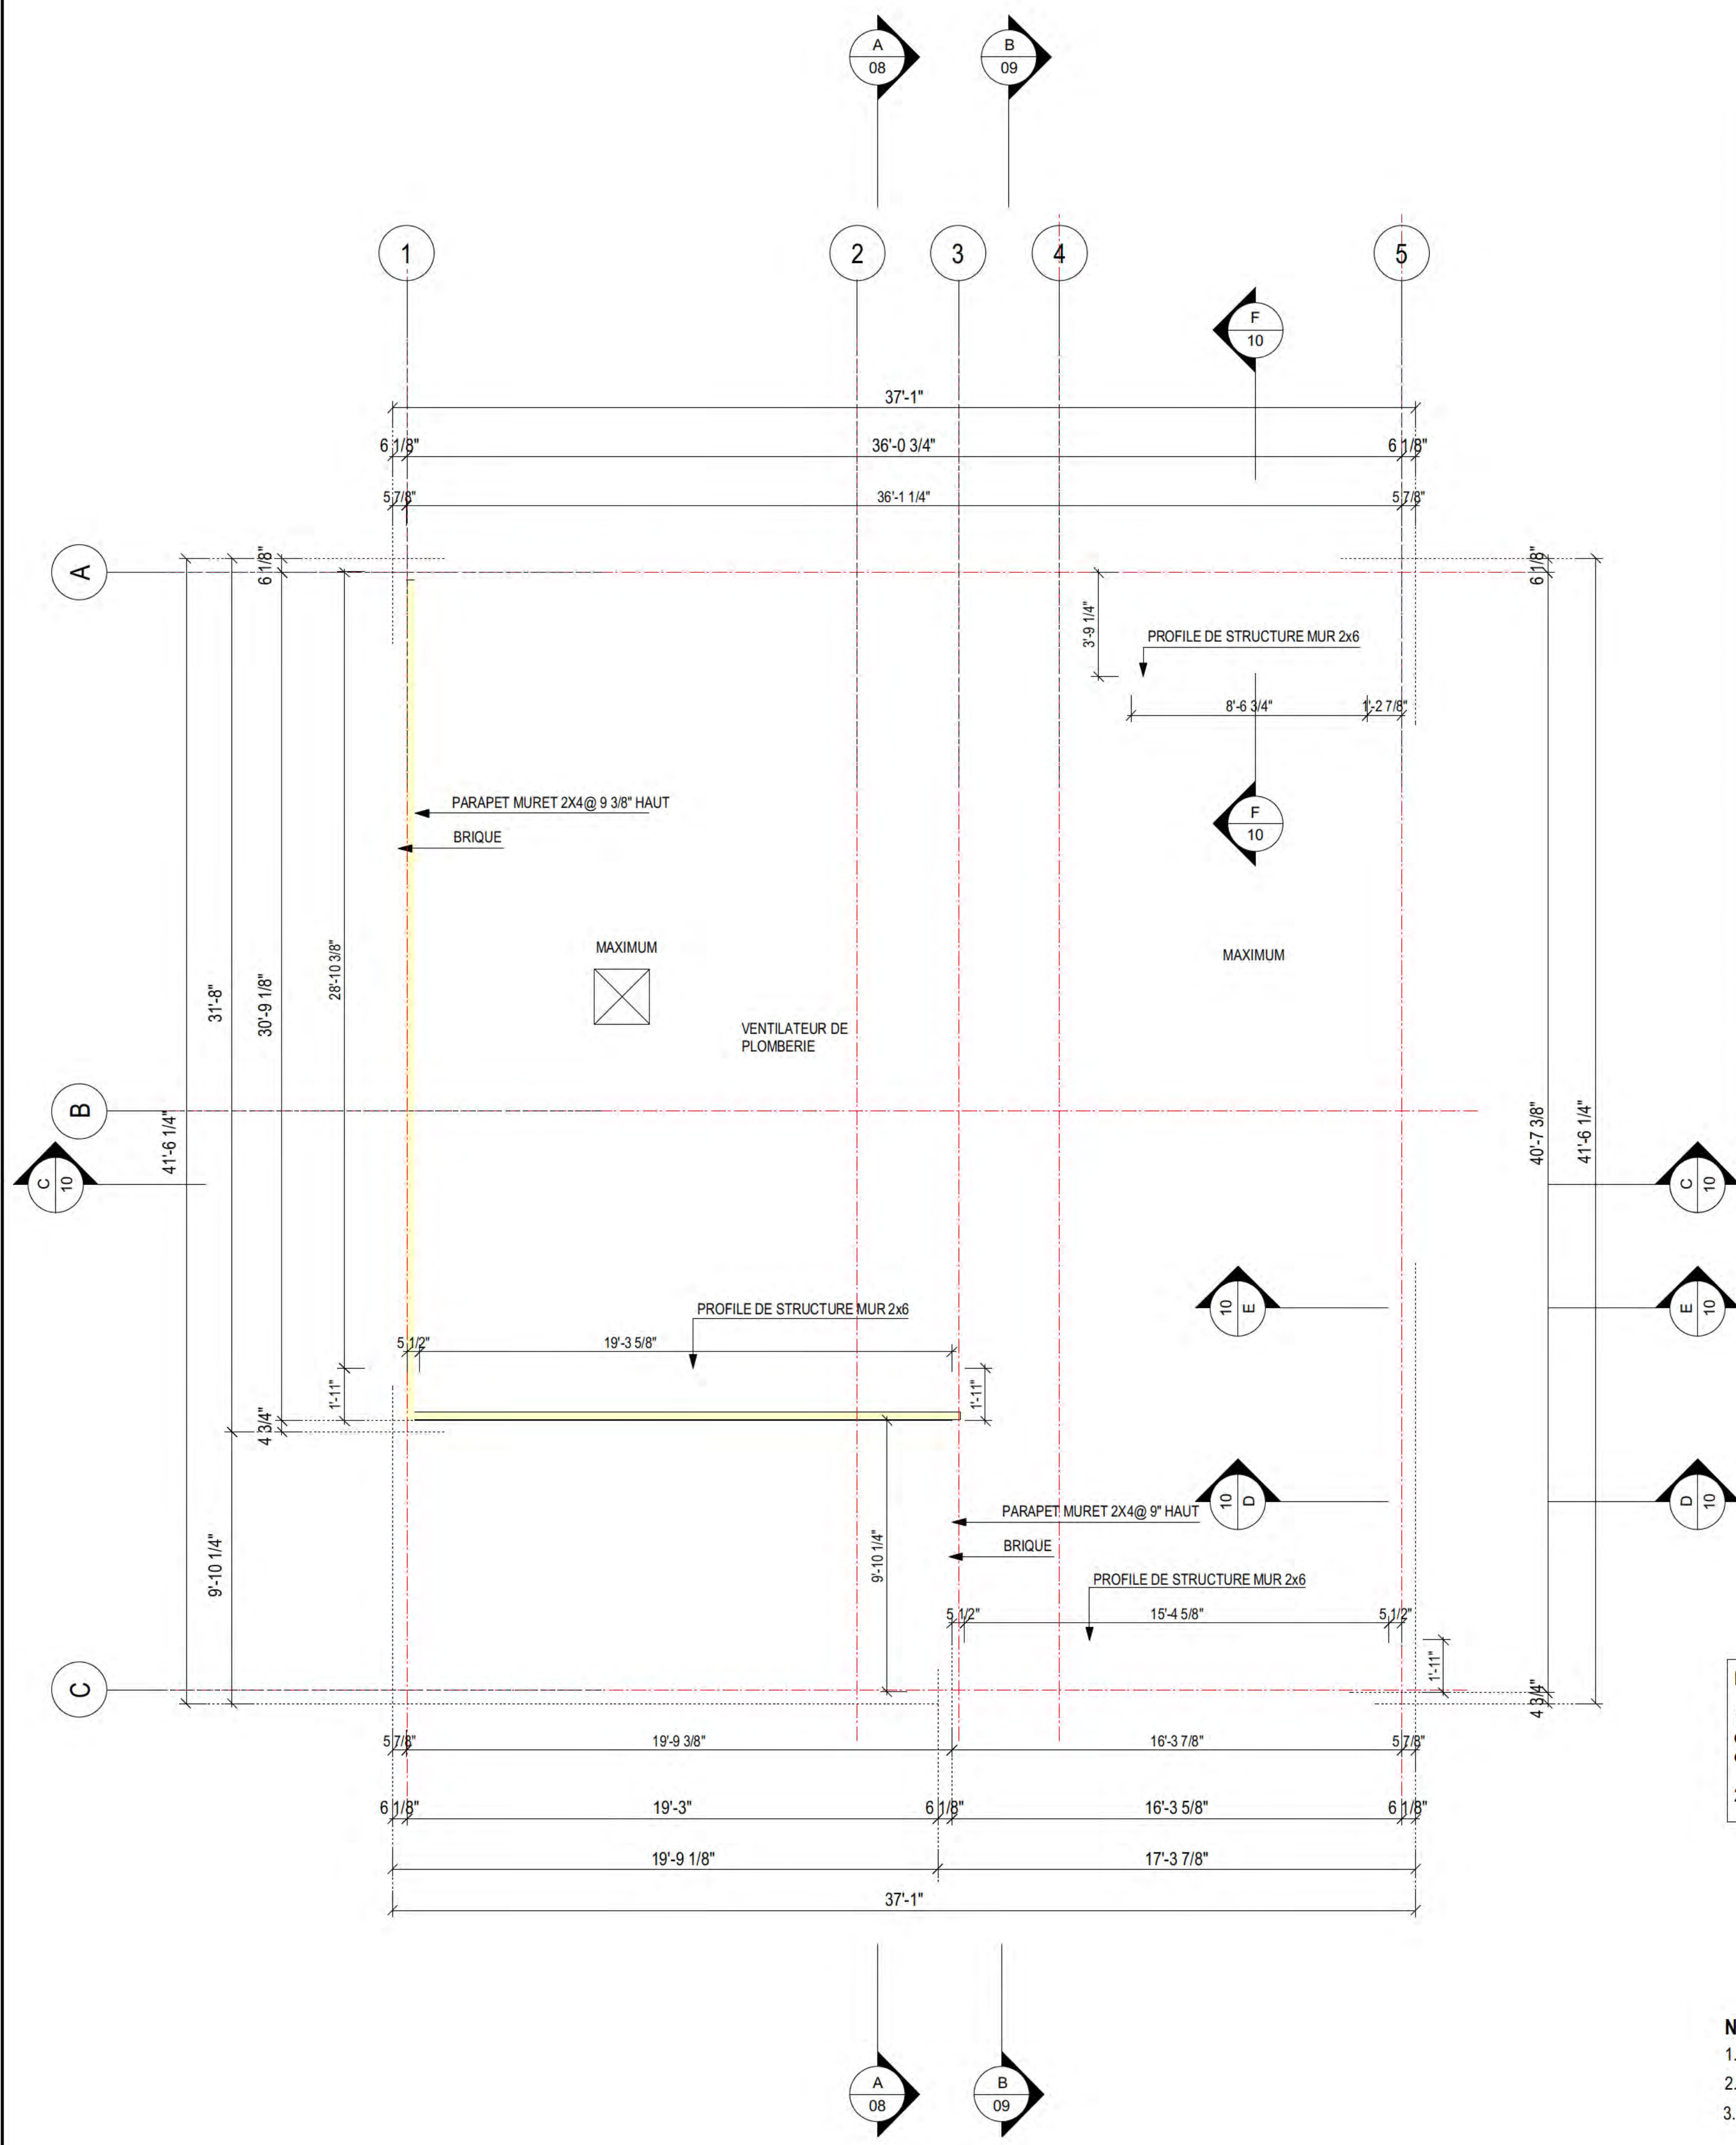 A
08
B
09
1
2
3
4
5
F
10
37'-1"
6 1/8"
36'-0 3/4"
6 1/8"
5 7/8"
36'-1 1/4"
5 7/8"
A
6 1/8"
6 1/8"
3'-9 1/4"
PROFILE DE STRUCTURE MUR 2x6
8'-6 3/4"
1'-2 7/8"
PARAPET MURET 2X4@ 9 3/8" HAUT
BRIQUE
F
10
MAXIMUM
MAXIMUM
31'-8"
30'-9 1/8"
28'-10 3/8"
VENTILATEUR DE
PLOMBERIE
B
41'-6 1/4"
40'-7 3/8"
41'-6 1/4"
C
10
C
10
PROFILE DE STRUCTURE MUR 2x6
10
E
E
10
5 1/2"
19'-3 5/8"
1'-11"
1'-11"
4 3/4"
9'-10 1/4"
9'-10 1/4"
PARAPET MURET 2X4@ 9" HAUT
BRIQUE
10
D
D
10
PROFILE DE STRUCTURE MUR 2x6
5 1/2"
15'-4 5/8"
5 1/2"
1'-11"
C
4 3/4"
5 7/8"
19'-9 3/8"
16'-3 7/8"
5 7/8"
6 1/8"
19'-3"
6 1/8"
16'-3 5/8"
6 1/8"
19'-9 1/8"
17'-3 7/8"
37'-1"
A
08
B
09
N
1.
2.
3.